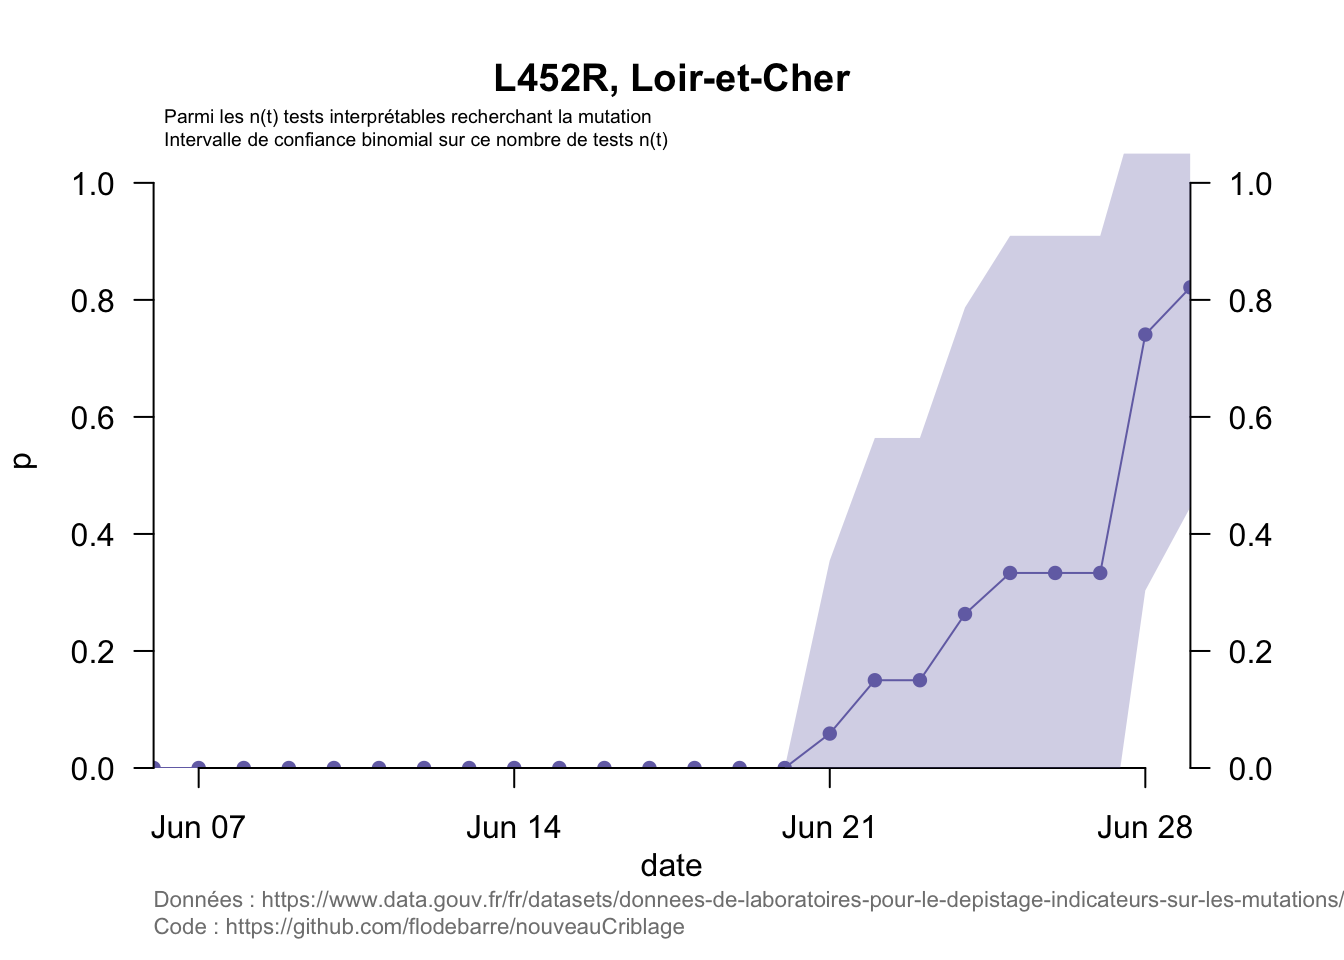 L452R, Loir-et-Cher
Parmi les n(t) tests interprétables recherchant la mutation
Intervalle de confiance binomial sur ce nombre de tests n(t)
1.0 1.0
0.8 0.8
0.6 0.6
p
0.4 0.4
0.2 0.2
0.0 0.0
Jun 07 Jun 14 Jun 21 Jun 28
date
Données : https://www.data.gouv.fr/fr/datasets/donnees-de-laboratoires-pour-le-depistage-indicateurs-sur-les-mutations/
Code : https://github.com/flodebarre/nouveauCriblage